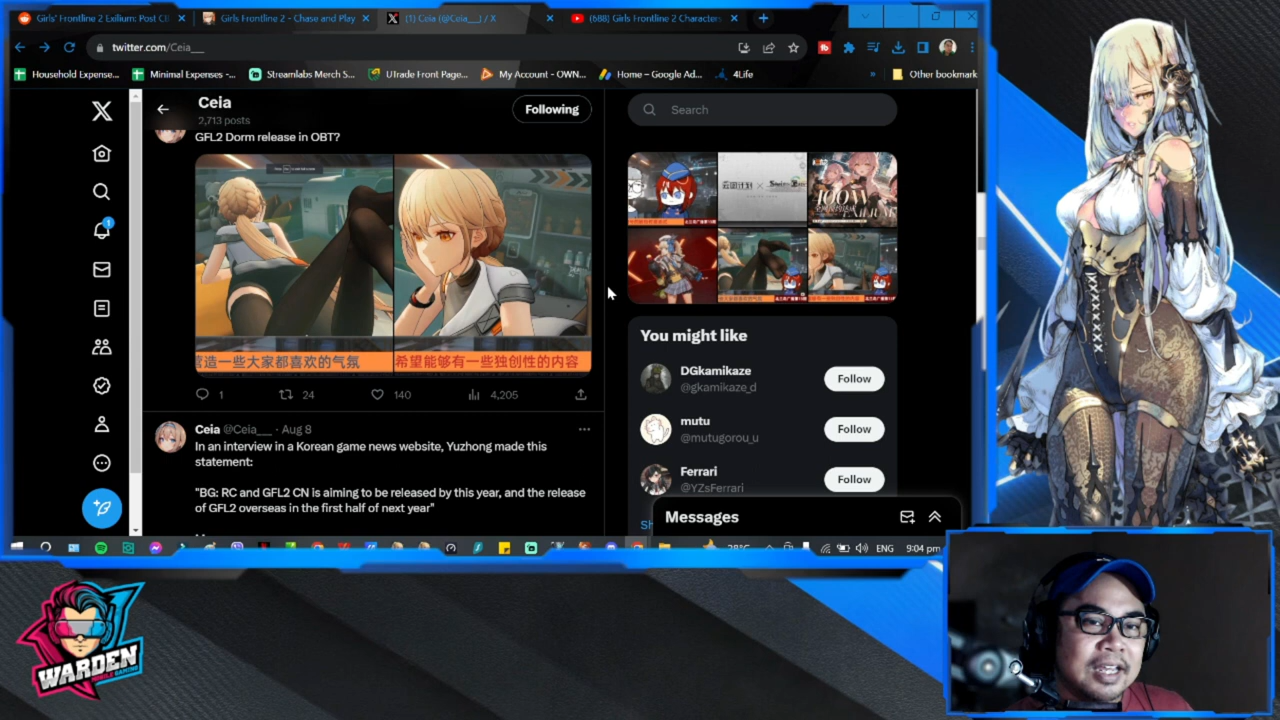 Girls' Frontline 2 Exilium: Post Cl
Girls Frontline 2 - Chase and Play
(1) Ceia (@Ceia___) / X
(688) Girls Frontline 2 Characters
twitter.com/Ceia___
Household Expense...
Minimal Expenses -...
Streamlabs Merch S...
UTrade Front Page...
My Account - OWN...
Home – Google Ad...
4Life
»
Other bookmark
Ceia
2,713 posts
Following
Search
GFL2 Dorm release in OBT?
营造一些大家都喜欢的气氛
希望能够有一些独创性的内容
1
24
140
4,205
1
Ceia @Ceia___ · Aug 8
In an interview in a Korean game news website, Yuzhong made this
statement:
"BG: RC and GFL2 CN is aiming to be released by this year, and the release
of GFL2 overseas in the first half of next year"
You might like
DGkamikaze
@gkamikaze_d
Follow
mutu
@mutugorou_u
Follow
Ferrari
@YZsFerrari
Follow
Sh
Messages
28°C
ENG
9:04 pm
WARDEN
MOBILE GAMING